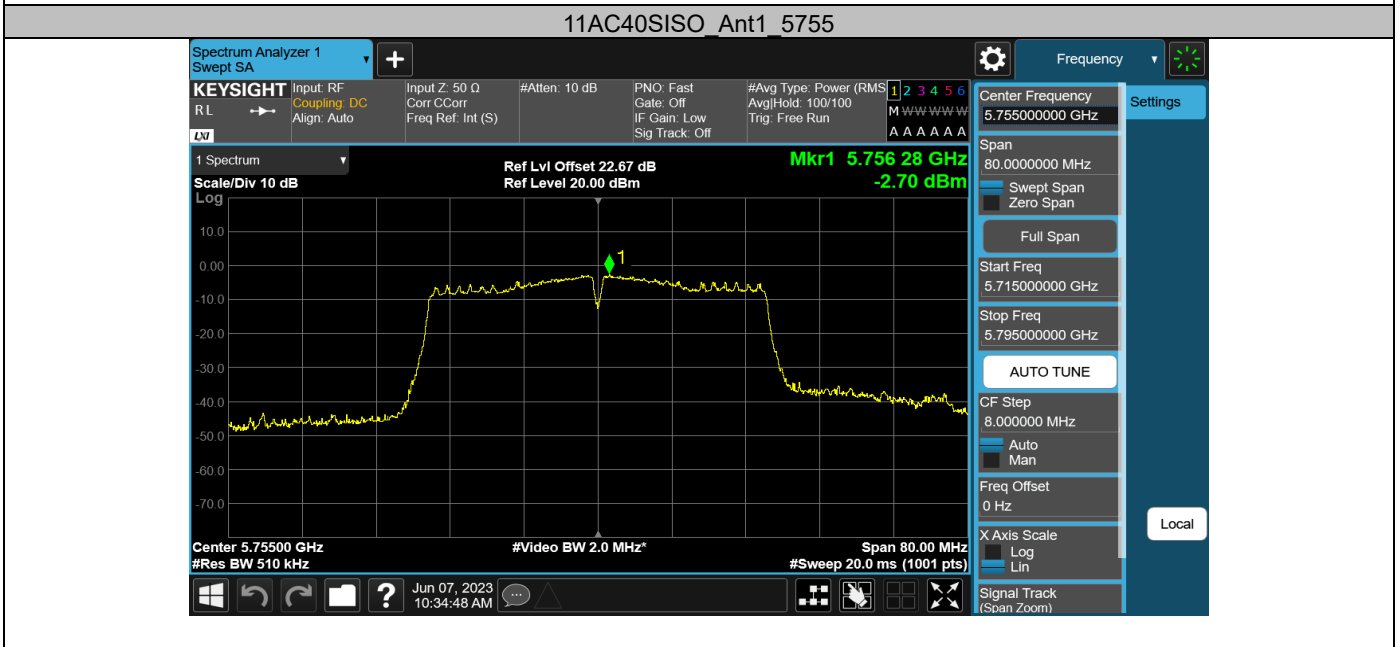 11AC40SISO_Ant1_5755
Spectrum Analyzer 1
Swept SA
+
Frequency
KEYSIGHT
RL
LXI
Input: RF
Coupling: DC
Align: Auto
Input Z: 50 Ω
Corr CCorr
Freq Ref: Int (S)
#Atten: 10 dB
PNO: Fast
Gate: Off
IF Gain: Low
Sig Track: Off
#Avg Type: Power (RMS
Avg|Hold: 100/100
Trig: Free Run
1 2 3 4 5 6
M W W W W W
A A A A A A
1 Spectrum
Scale/Div 10 dB
Ref Lvl Offset 22.67 dB
Ref Level 20.00 dBm
Mkr1 5.756 28 GHz
-2.70 dBm
Log
10.0
0.00
-10.0
-20.0
-30.0
-40.0
-50.0
-60.0
-70.0
1
Center 5.75500 GHz
#Res BW 510 kHz
#Video BW 2.0 MHz*
Span 80.00 MHz
#Sweep 20.0 ms (1001 pts)
Center Frequency
5.755000000 GHz
Span
80.0000000 MHz
Swept Span
Zero Span
Full Span
Start Freq
5.715000000 GHz
Stop Freq
5.795000000 GHz
AUTO TUNE
CF Step
8.000000 MHz
Auto
Man
Freq Offset
0 Hz
X Axis Scale
Log
Lin
Signal Track
(Span Zoom)
Settings
Local
?
Jun 07, 2023
10:34:48 AM